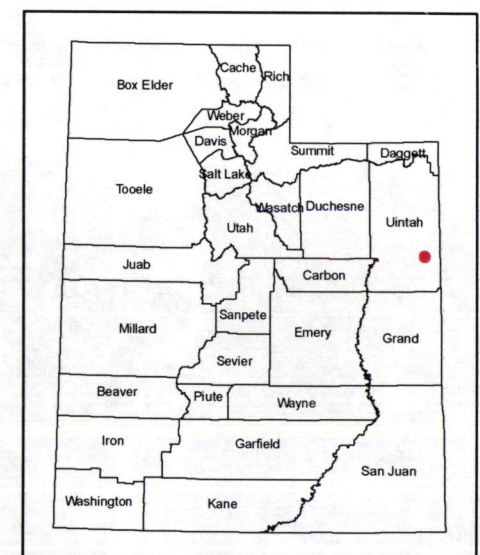 Cache
Rich
Box Elder
Weber
Morgan
Davis
Summit
Daggett
Salt Lake
Tooele
Wasatch
Duchesne
Uintah
Utah
Juab
Carbon
Sanpete
Millard
Emery
Grand
Sevier
Beaver
Piute
Wayne
Iron
Garfield
San Juan
Washington
Kane